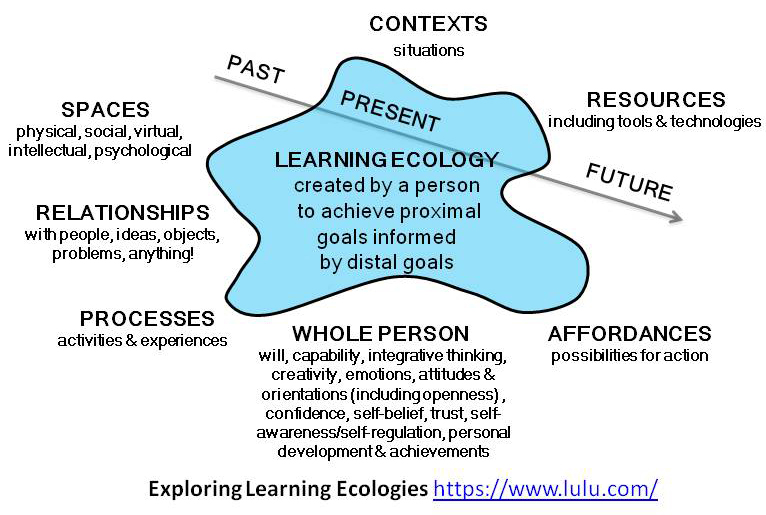 CONTEXTS
situations
PAST
PRESENT
FUTURE
SPACES
physical, social, virtual,
intellectual, psychological
RESOURCES
including tools & technologies
LEARNING ECOLOGY
created by a person
to achieve proximal
goals informed
by distal goals
RELATIONSHIPS
with people, ideas, objects,
problems, anything!
PROCESSES
activities & experiences
WHOLE PERSON
will, capability, integrative thinking,
creativity, emotions, attitudes &
orientations (including openness) ,
confidence, self-belief, trust, self-
awareness/self-regulation, personal
development & achievements
AFFORDANCES
possibilities for action
Exploring Learning Ecologies https://www.lulu.com/